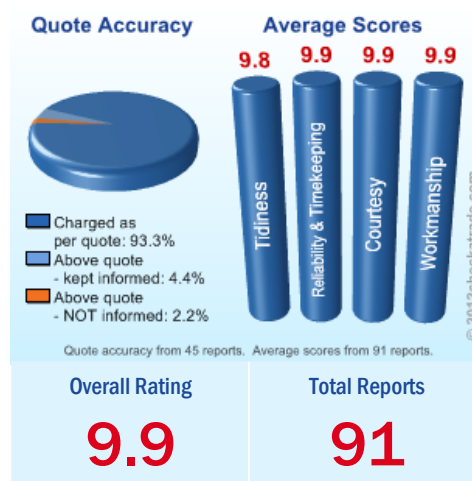 Quote Accuracy
Average Scores
9.8
9.9
9.9
9.9
Tidiness
Reliability & Timekeeping
Courtesy
Workmanship
Charged as
per quote: 93.3%
Above quote
- kept informed: 4.4%
Above quote
- NOT informed: 2.2%
© 2013checkatrade.com
Quote accuracy from 45 reports. Average scores from 91 reports.
Overall Rating
Total Reports
9.9
91